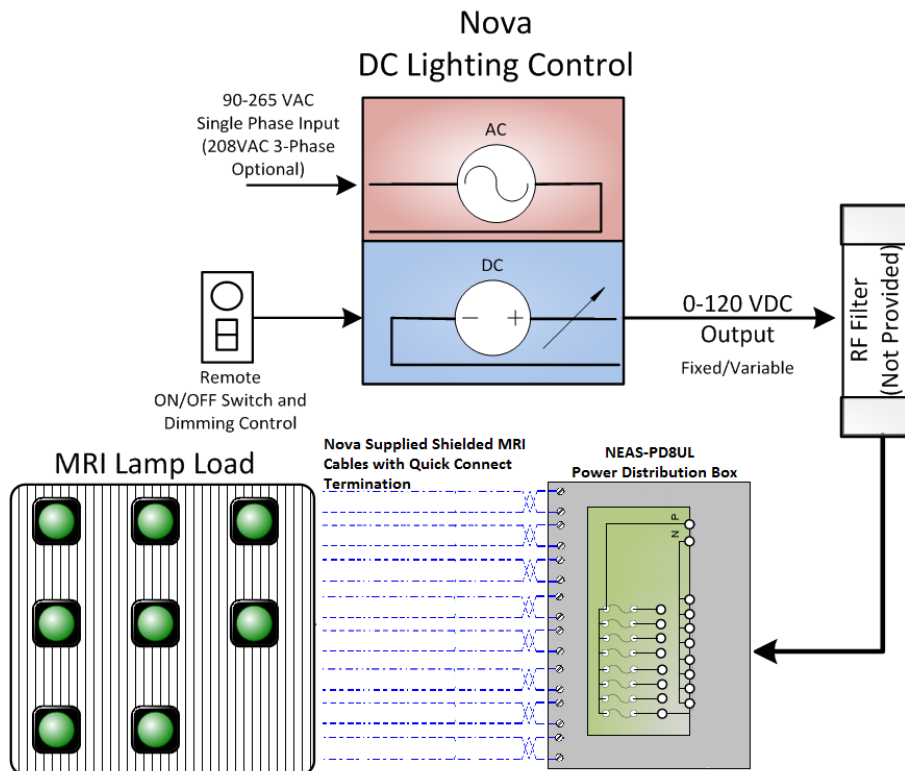 Nova
DC Lighting Control
90-265 VAC
Single Phase Input
(208VAC 3-Phase
Optional)
AC
DC
- +
Remote
ON/OFF Switch and
Dimming Control
0-120 VDC
Output
Fixed/Variable
RF Filter
(Not Provided)
MRI Lamp Load
Nova Supplied Shielded MRI
Cables with Quick Connect
Termination
NEAS-PD8UL
Power Distribution Box
P
N